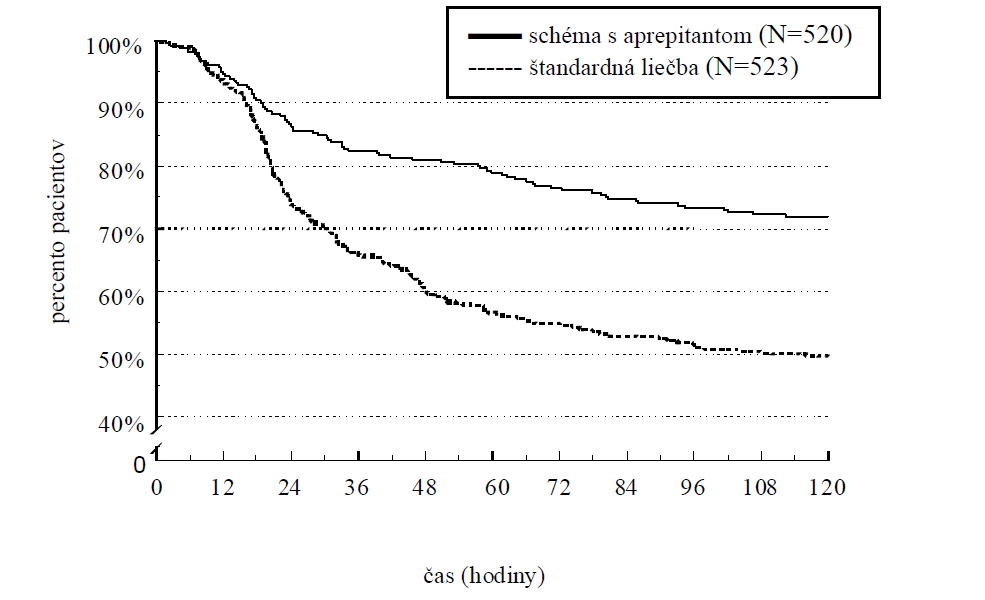 schéma s aprepitantom (N=520)
štandardná liečba (N=523)
percento pacientov
100%
90%
80%
70%
60%
50%
40%
0
0 12 24 36 48 60 72 84 96 108 120
čas (hodiny)